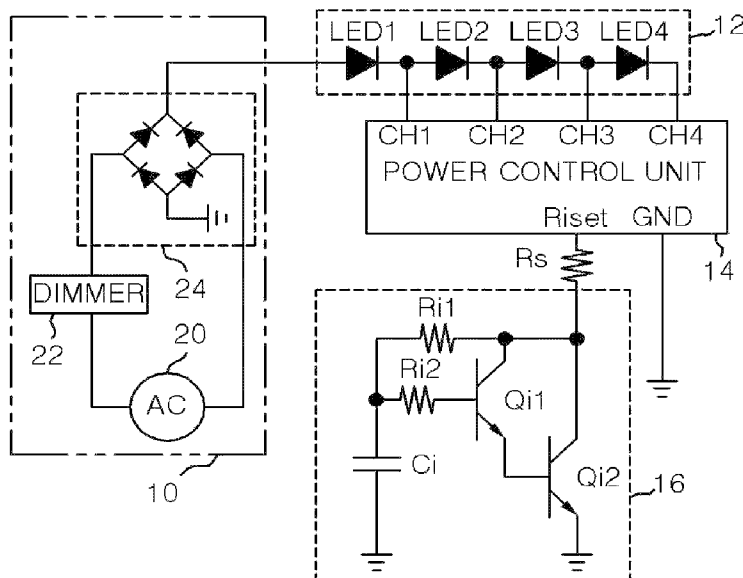 LED1 LED2 LED3 LED4 12
CH1 CH2 CH3 CH4
POWER CONTROL UNIT
Riset GND
14
Rs
24
DIMMER
22
20
AC
10
Ri1
Ri2
Qi1
Ci
Qi2
16